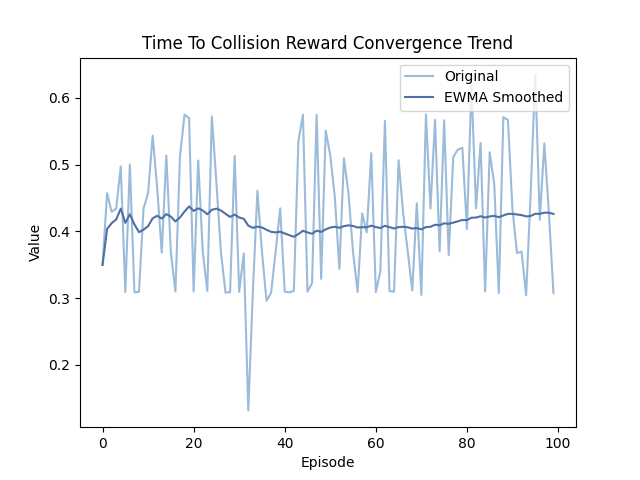 Time To Collision Reward Convergence Trend
Original
EWMA Smoothed
0.6
0.5
0.4
0.3
0.2
Value
0 20 40 60 80 100
Episode